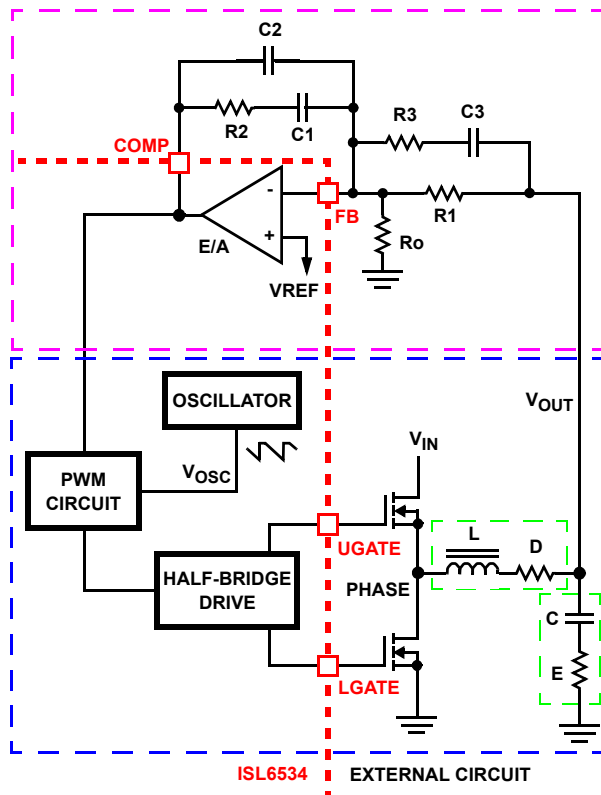 C2
R2
C1
R3
C3
COMP
-
FB
R1
E/A
+
Ro
VREF
OSCILLATOR
VOUT
VIN
PWM
CIRCUIT
VOSC
UGATE
L
D
HALF-BRIDGE
DRIVE
PHASE
C
E
LGATE
ISL6534
EXTERNAL CIRCUIT